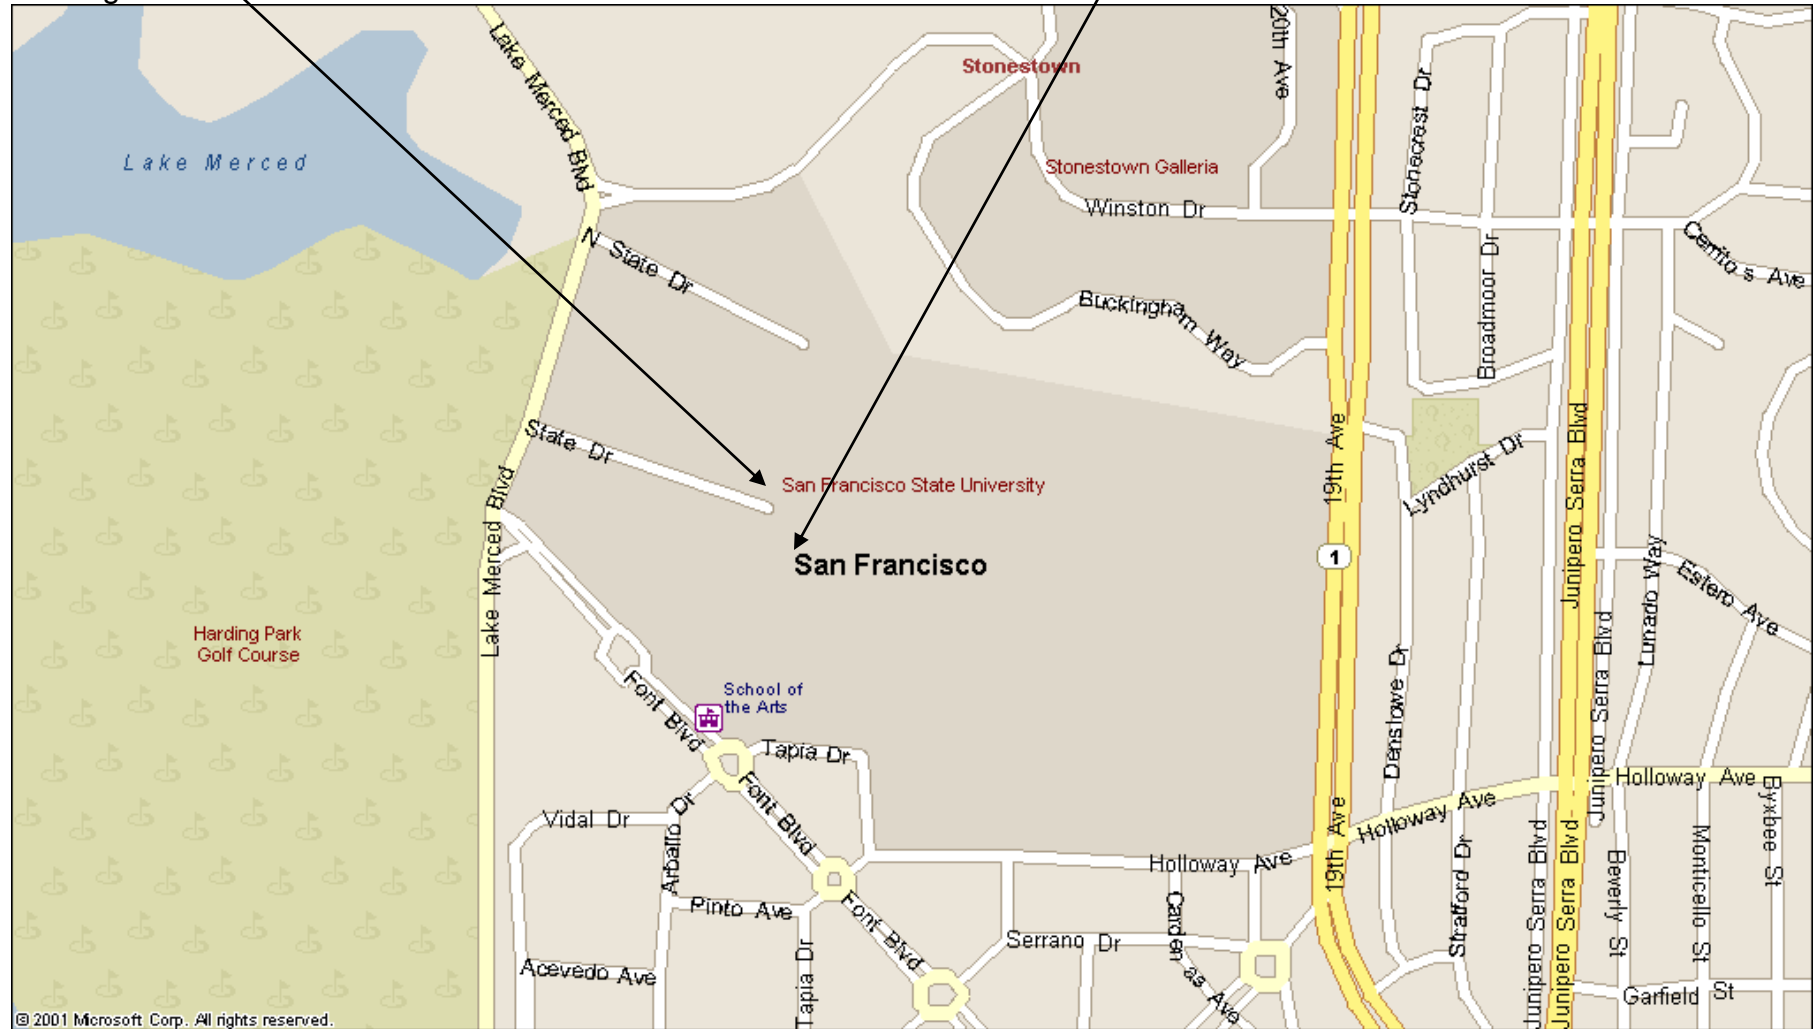 20th Ave
Lake Merced Blvd
Stonestown
Stonecrest Dr
Lake Merced
Stonestown Galleria
Winston Dr
N State Dr
Cerrito s Ave
Broadmoor Dr
Buckingham Way
State Dr
19th Ave
Lyndhurst Dr
Junipero Serra Blvd
San Francisco State University
Lake Merced Blvd
San Francisco
1
Lunado Way
Estero Ave
Harding Park
Golf Course
Denslowe Dr
Junipero Serra Blvd
Font Blvd
School of
the Arts
Tapia Dr
Holloway Ave
Byxbee St
Font Blvd
Vidal Dr
Arballo Dr
Holloway Ave
19th Ave
Holloway Ave
Stratford Dr
Junipero Serra Blvd
Junipero Serra Blvd
Beverly St
Monticello St
Pinto Ave
Font Blvd
Serrano Dr
Carden as Ave
Acevedo Ave
Tapia Dr
Garfield St
© 2001 Microsoft Corp. All rights reserved.